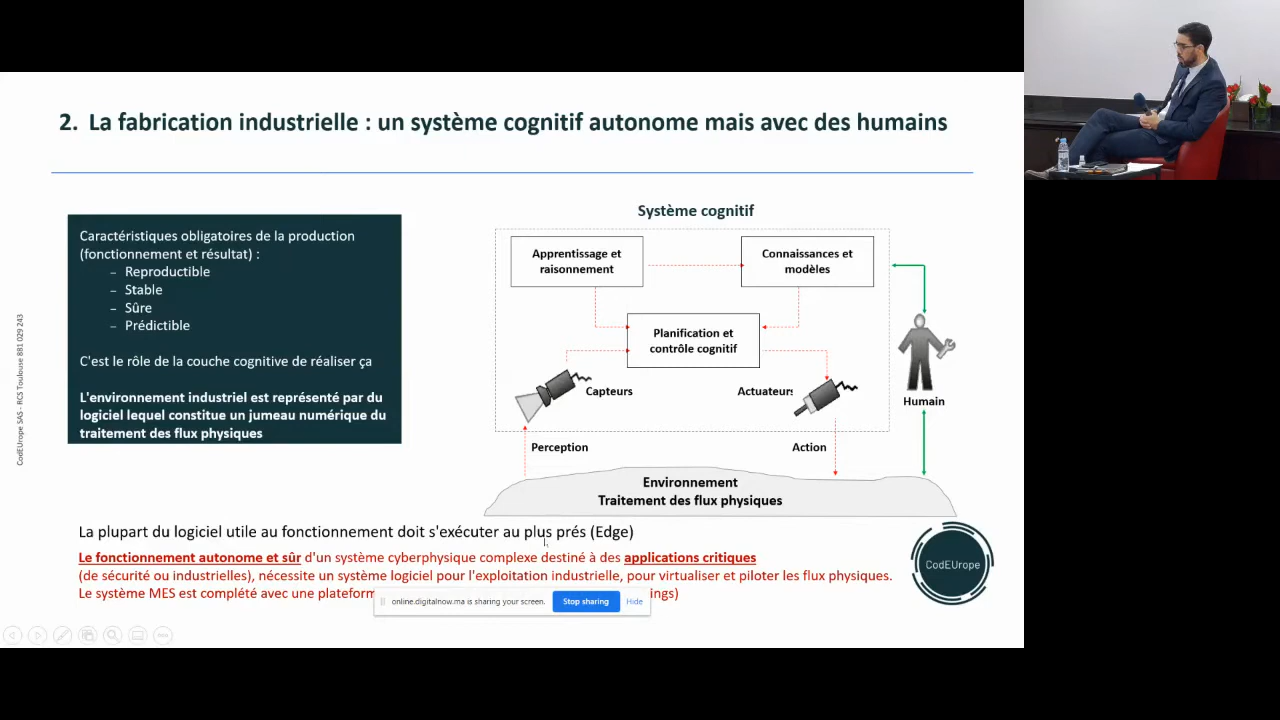 2. La fabrication industrielle : un système cognitif autonome mais avec des humains
Caractéristiques obligatoires de la production
(fonctionnement et résultat) :
– Reproductible
– Stable
– Sûre
– Prédictible
C'est le rôle de la couche cognitive de réaliser ça
L'environnement industriel est représenté par du
logiciel lequel constitue un jumeau numérique du
traitement des flux physiques
CodEUrope SAS - RCS Toulouse 881 029 243
Système cognitif
Apprentissage et
raisonnement
Connaissances et
modèles
Planification et
contrôle cognitif
Capteurs
Actuateurs
Humain
Perception
Action
Environnement
Traitement des flux physiques
La plupart du logiciel utile au fonctionnement doit s'exécuter au plus prés (Edge)
Le fonctionnement autonome et sûr d'un système cyberphysique complexe destiné à des applications critiques
(de sécurité ou industrielles), nécessite un système logiciel pour l'exploitation industrielle, pour virtualiser et piloter les flux physiques.
Le système MES est complété avec une plateform ings)
CodEUrope
online.digitalnow.ma is sharing your screen. Stop sharing Hide